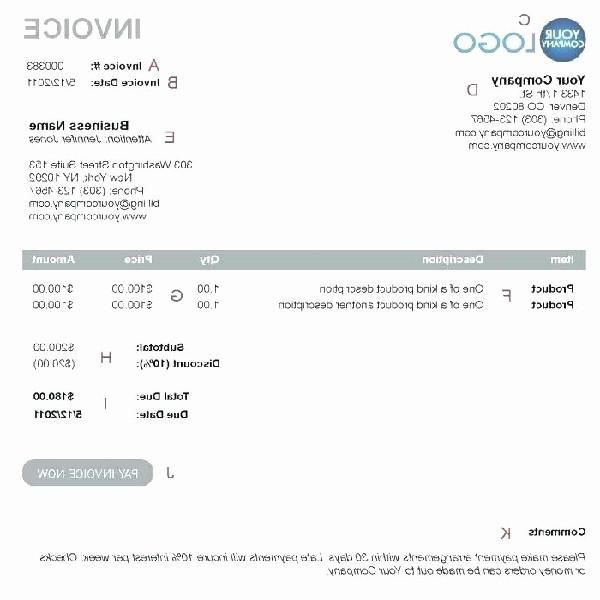 C
YOUR COMPANY LOGO
INVOICE
A Invoice #: 000383
B Invoice Date: 5/12/2011
Your Company
D
1433 17th St.
Denver, CO 80202
Phone: (303) 123-4567
billing@yourcompany.com
www.yourcompany.com
Business Name
E Attention: Jennifer Jones
303 Washington Street Suite 153
New York, NY 10292
Phone: (303) 123 4567
billing@yourcompany.com
www.yourcompany.com
Item Description Qty Price Amount
Product F One of a kind product description 1.00 G $100.00 $100.00
Product One of a kind another description 1.00 $100.00 $100.00
Subtotal: H $200.00
Discount (10%): ($20.00)
Total Due: I $180.00
Due Date: 5/12/2011
J PAY INVOICE NOW
Comments K
Please make payment arrangements within 30 days. Late payments will incure 10% interest per week. Checks
or money orders can be made out to Your Company.